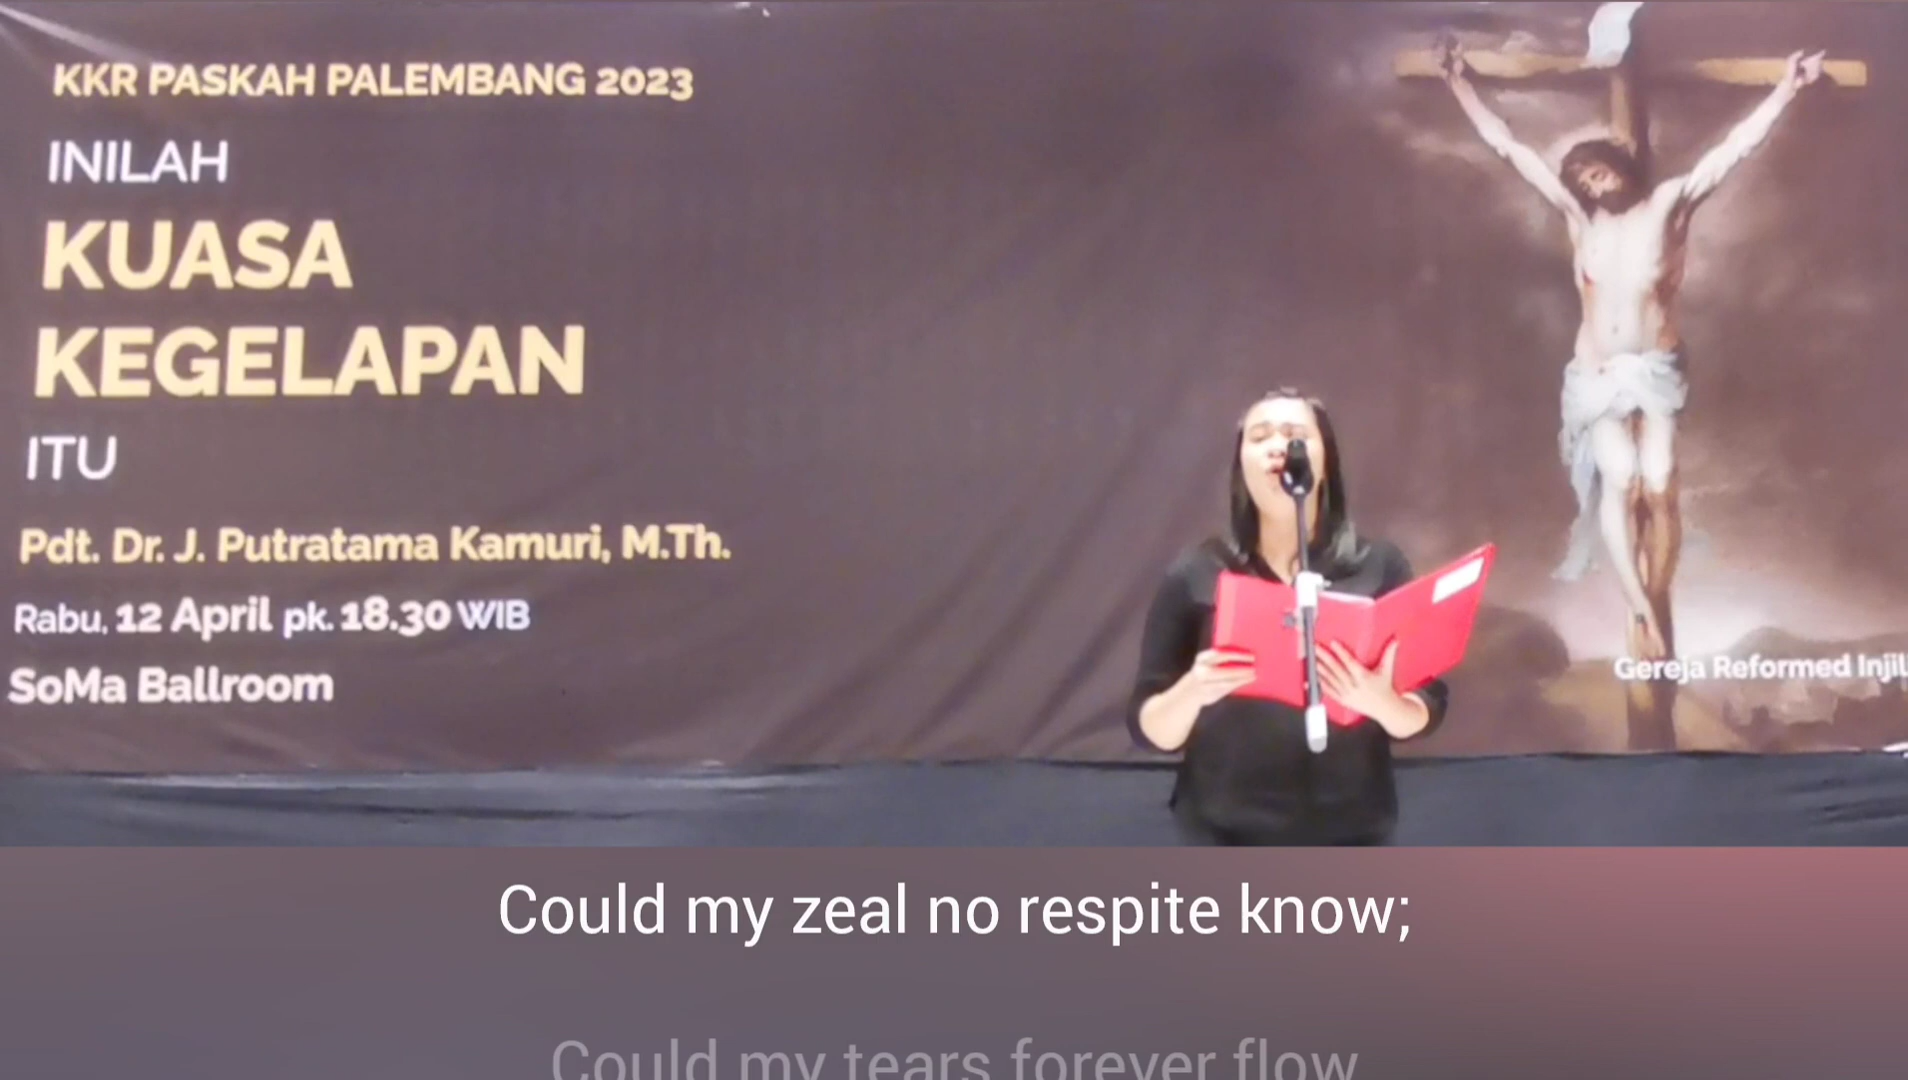 KKR PASKAH PALEMBANG 2023
INILAH
KUASA
KEGELAPAN
ITU
Pdt. Dr. J. Putratama Kamuri, M.Th.
Rabu, 12 April pk. 18.30 WIB
SoMa Ballroom
Gereja Reformed Injil
Could my zeal no respite know;
Could my tears forever flow